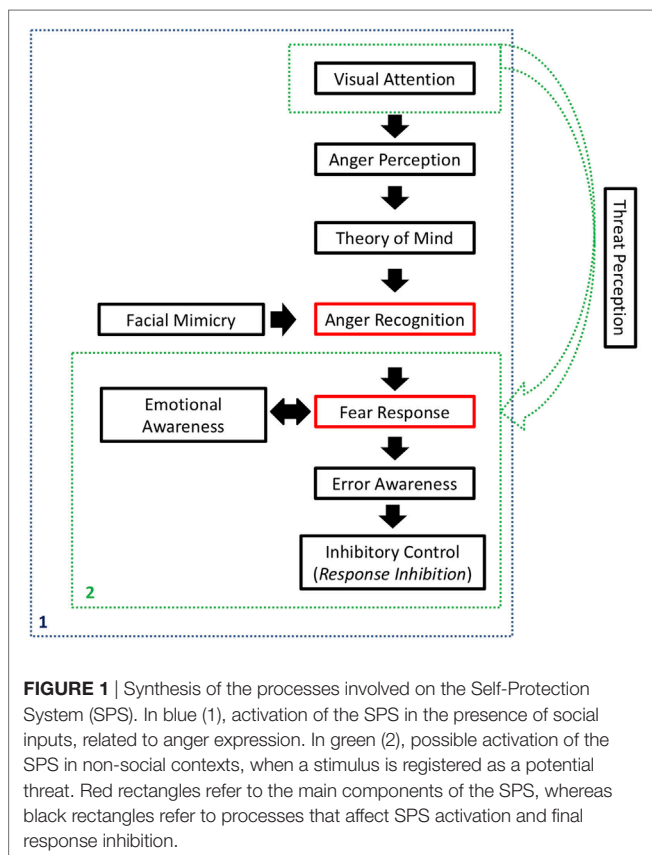 Visual Attention
Anger Perception
Theory of Mind
Threat Perception
Facial Mimicry
Anger Recognition
Emotional
Awareness
Fear Response
Error Awareness
Inhibitory Control
(Response Inhibition)
2
1
FIGURE 1 | Synthesis of the processes involved on the Self-Protection
System (SPS). In blue (1), activation of the SPS in the presence of social
inputs, related to anger expression. In green (2), possible activation of the
SPS in non-social contexts, when a stimulus is registered as a potential
threat. Red rectangles refer to the main components of the SPS, whereas
black rectangles refer to processes that affect SPS activation and final
response inhibition.